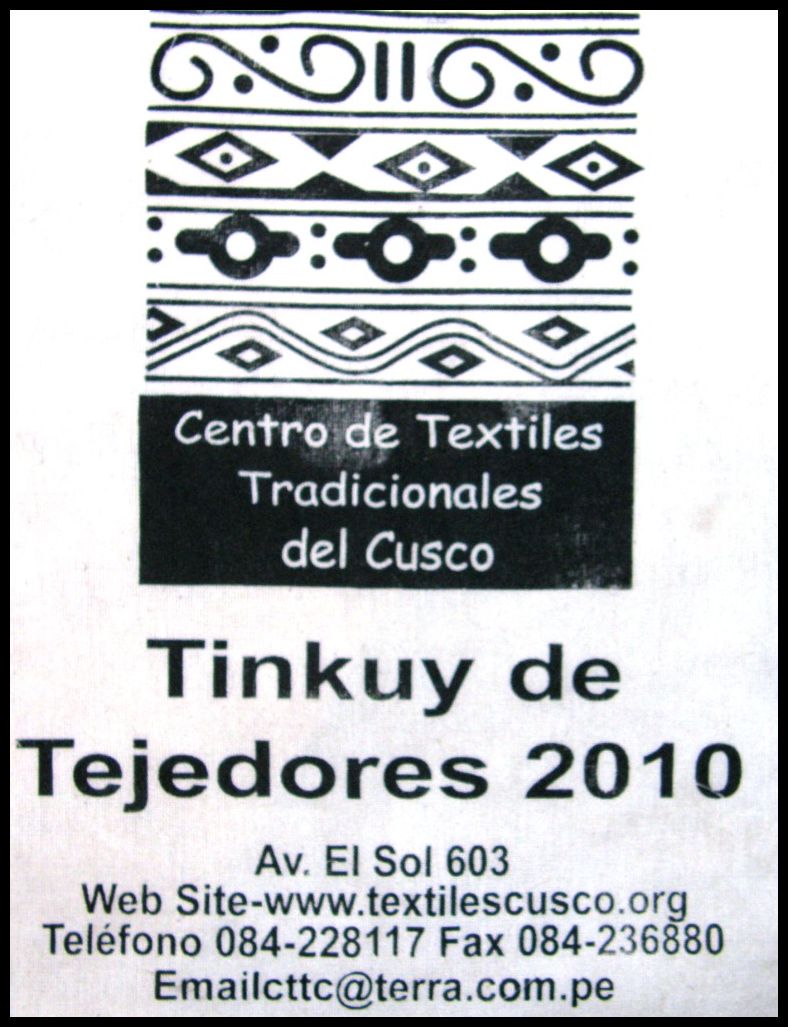 Centro de Textiles
Tradicionales
del Cusco
Tinkuy de
Tejedores 2010
Av. El Sol 603
Web Site-www.textilescusco.org
Teléfono 084-228117 Fax 084-236880
Emailcttc@terra.com.pe